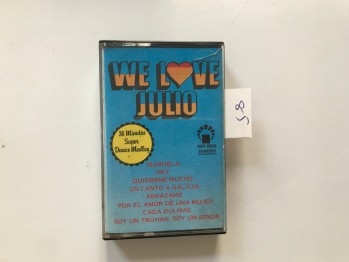 WE LOVE
JULIO
36 Minutes
Super
Dance Medley
MANUELA
HEY
QUIEREME MUCHO
UN CANTO A GALICIA
ABRAZAME
POR EL AMOR DE UNA MUJER
CADA DIA MAS
SOY UN TRUHAN, SOY UN SENOR